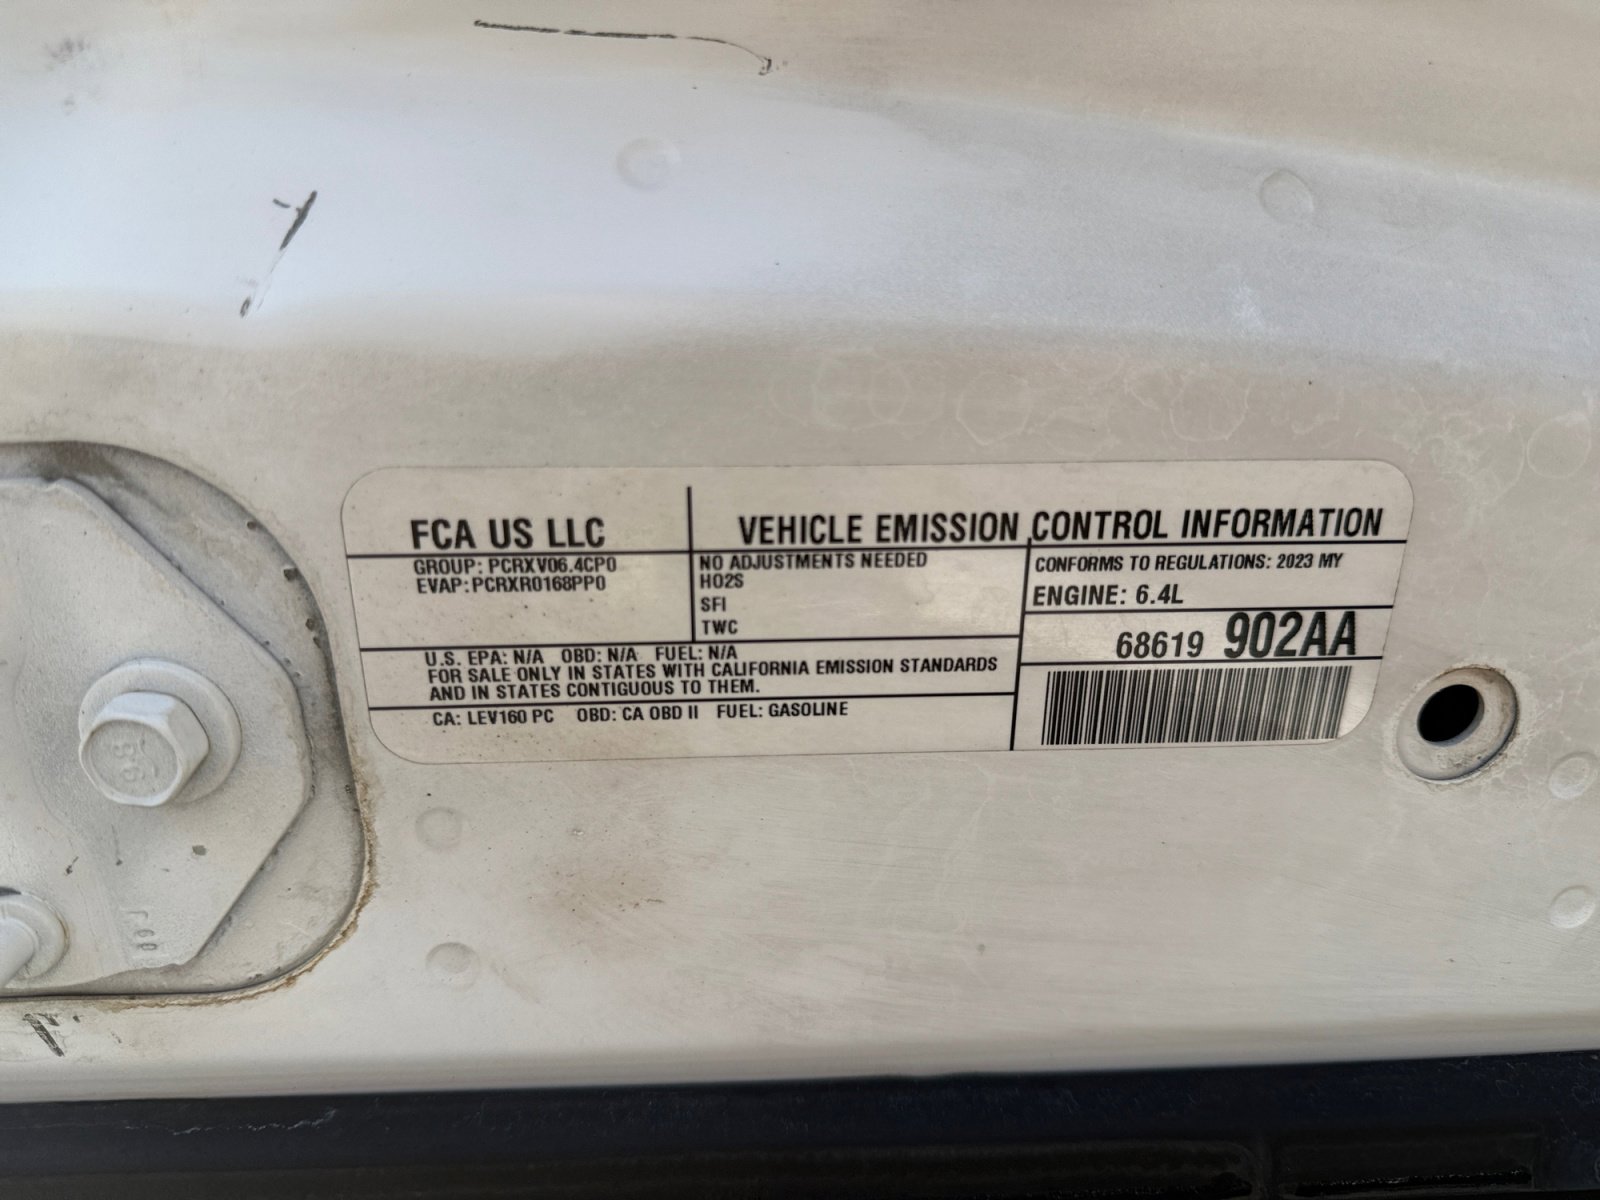 FCA US LLC
VEHICLE EMISSION CONTROL INFORMATION
GROUP: PCRXV06.4CP0
EVAP: PCRXR0168PP0
NO ADJUSTMENTS NEEDED
HO2S
SFI
TWC
CONFORMS TO REGULATIONS: 2023 MY
ENGINE: 6.4L
68619 902AA
U.S. EPA: N/A OBD: N/A FUEL: N/A
FOR SALE ONLY IN STATES WITH CALIFORNIA EMISSION STANDARDS
AND IN STATES CONTIGUOUS TO THEM.
CA: LEV160 PC OBD: CA OBD II FUEL: GASOLINE